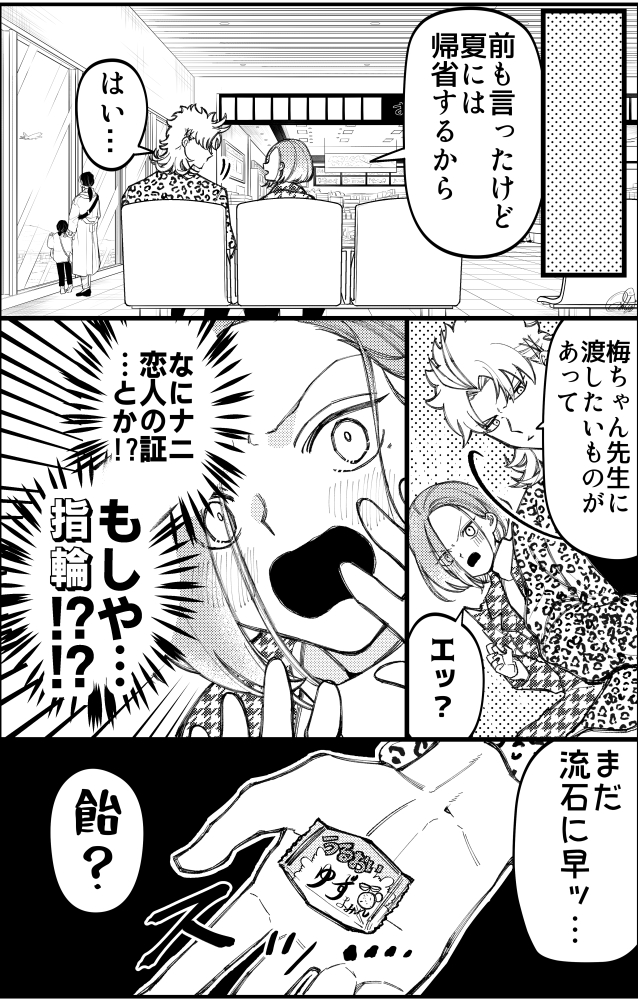 前も言ったけど
夏には
帰省するから
はい…
梅ちゃん先生に
渡したいものが
あって
エッ？
なにナニ
恋人の証
…とか!?
もしや…
指輪!?!?
まだ
流石に早ッ…
飴？
うるおい
ゆず
ス…